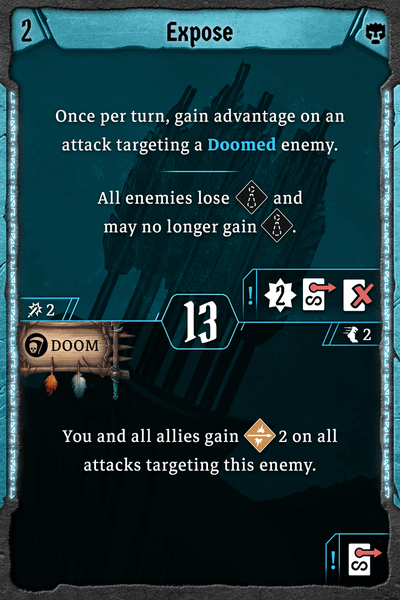 2
Expose
Once per turn, gain advantage on an
attack targeting a Doomed enemy.
All enemies lose and
may no longer gain .
! 2
2
13
2
DOOM
You and all allies gain 2 on all
attacks targeting this enemy.
!